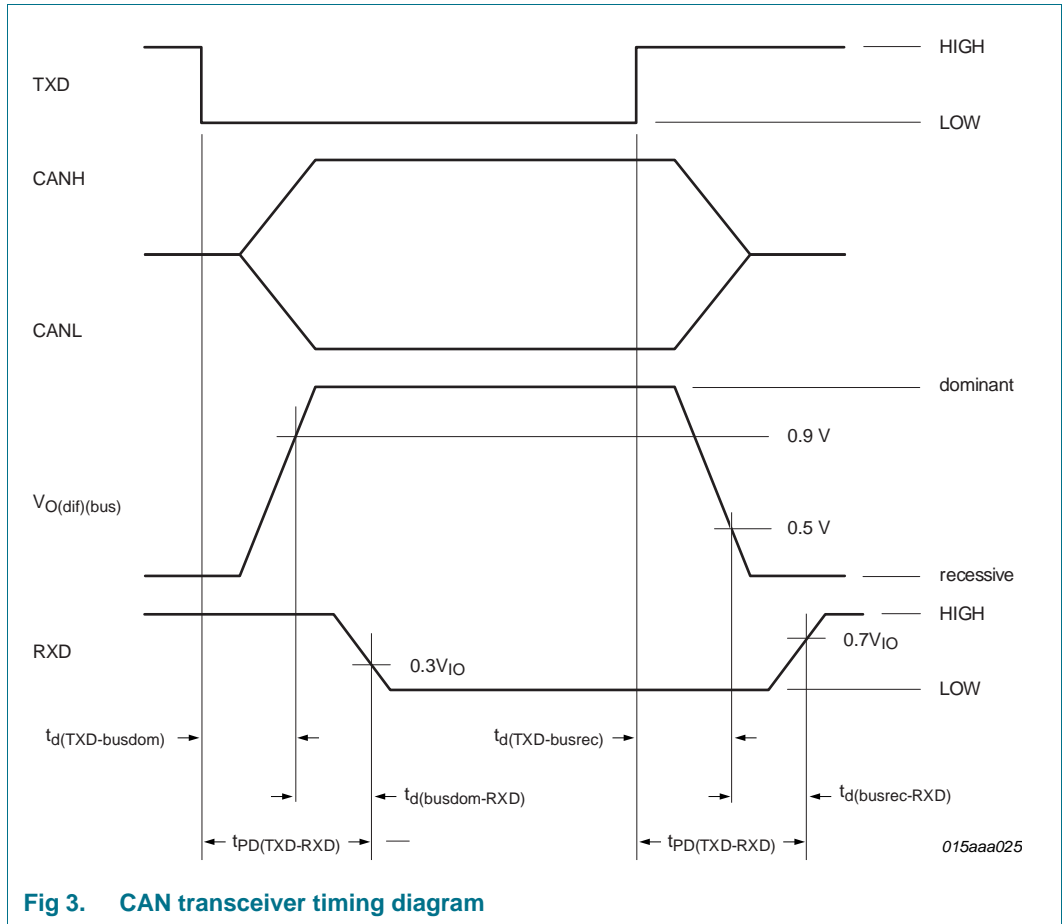 HIGH
TXD
LOW
CANH
CANL
dominant
0.9 V
VO(dif)(bus)
0.5 V
recessive
HIGH
RXD
0.7VIO
0.3VIO
LOW
td(TXD-busdom)
td(TXD-busrec)
td(busdom-RXD)
td(busrec-RXD)
tPD(TXD-RXD)
tPD(TXD-RXD)
015aaa025
Fig 3. CAN transceiver timing diagram